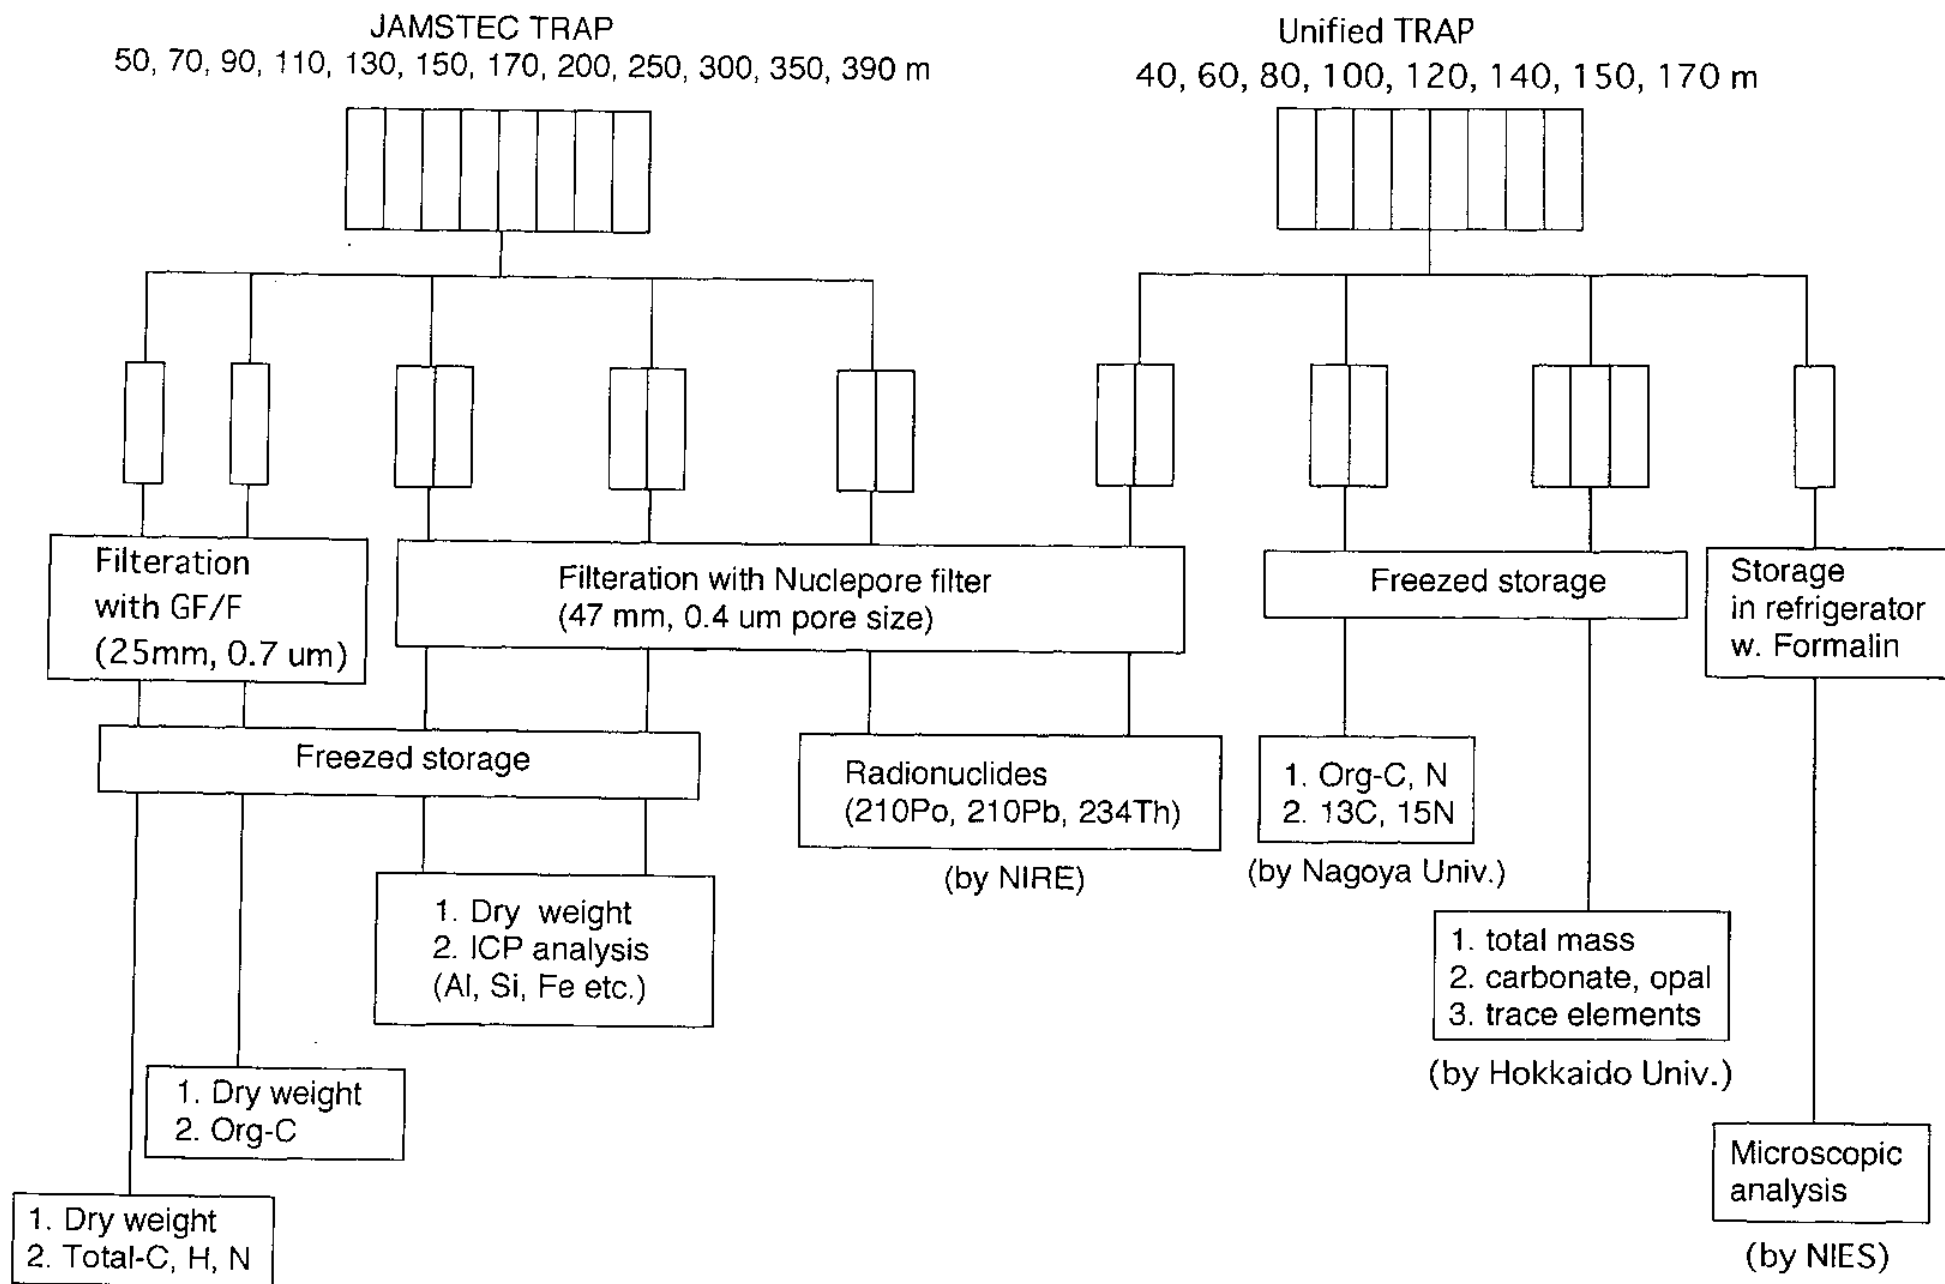 JAMSTEC TRAP
50, 70, 90, 110, 130, 150, 170, 200, 250, 300, 350, 390 m
Unified TRAP
40, 60, 80, 100, 120, 140, 150, 170 m
Filteration
with GF/F
(25mm, 0.7 um)
Filteration with Nuclepore filter
(47 mm, 0.4 um pore size)
Freezed storage
Storage
in refrigerator
w. Formalin
Freezed storage
Radionuclides
(210Po, 210Pb, 234Th)
(by NIRE)
1. Org-C, N
2. 13C, 15N
(by Nagoya Univ.)
1. Dry weight
2. ICP analysis
(Al, Si, Fe etc.)
1. total mass
2. carbonate, opal
3. trace elements
(by Hokkaido Univ.)
1. Dry weight
2. Org-C
Microscopic
analysis
(by NIES)
1. Dry weight
2. Total-C, H, N